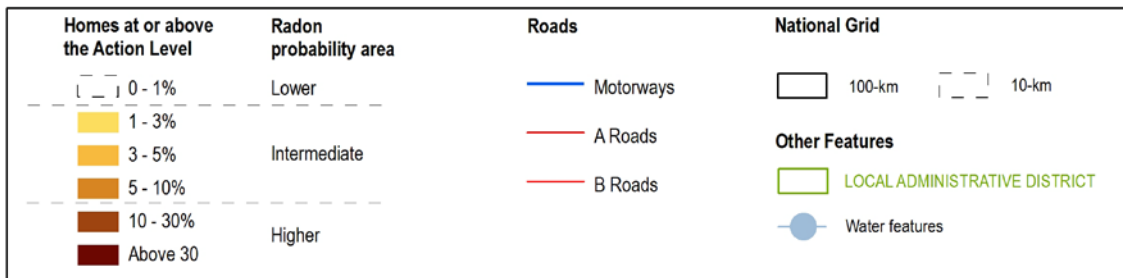 Homes at or above
the Action Level
0 - 1%
1 - 3%
3 - 5%
5 - 10%
10 - 30%
Above 30
Radon
probability area
Lower
Intermediate
Higher
Roads
Motorways
A Roads
B Roads
National Grid
100-km
10-km
Other Features
LOCAL ADMINISTRATIVE DISTRICT
Water features